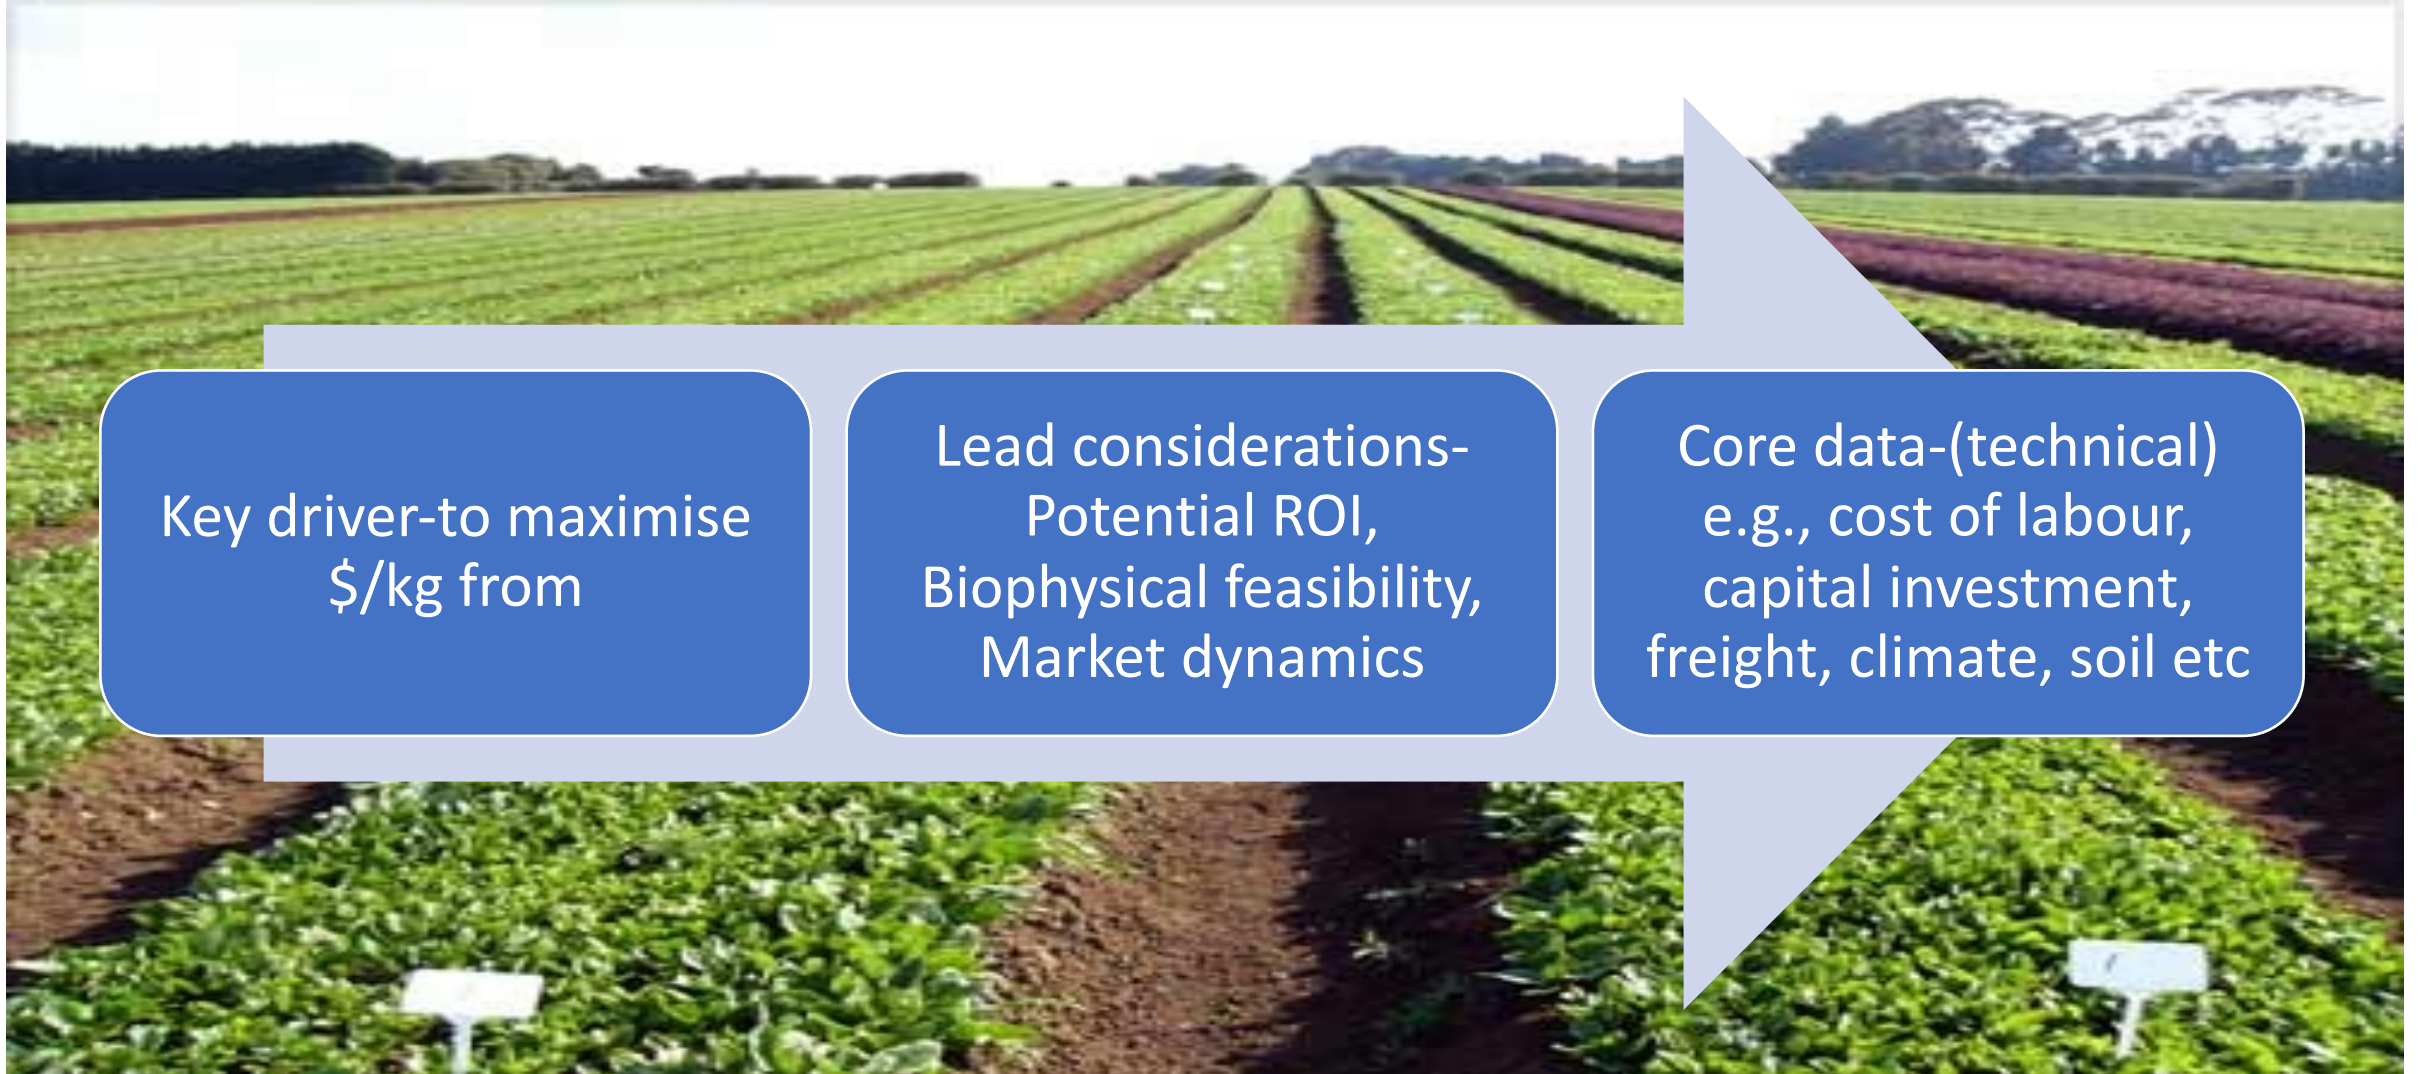 Key driver-to maximise
$/kg from
Lead considerations-
Potential ROI,
Biophysical feasibility,
Market dynamics
Core data-(technical)
e.g., cost of labour,
capital investment,
freight, climate, soil etc